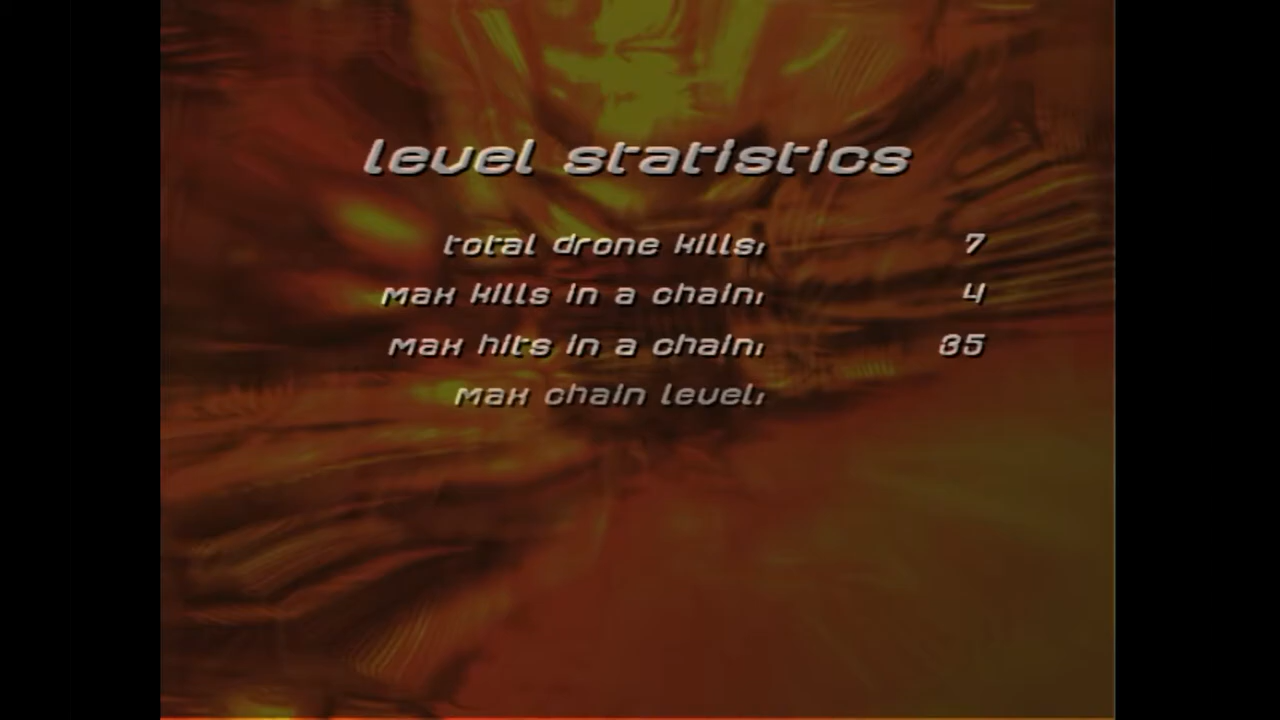 level statistics
total drone kills: 7
max kills in a chain: 4
max hits in a chain: 35
max chain level: